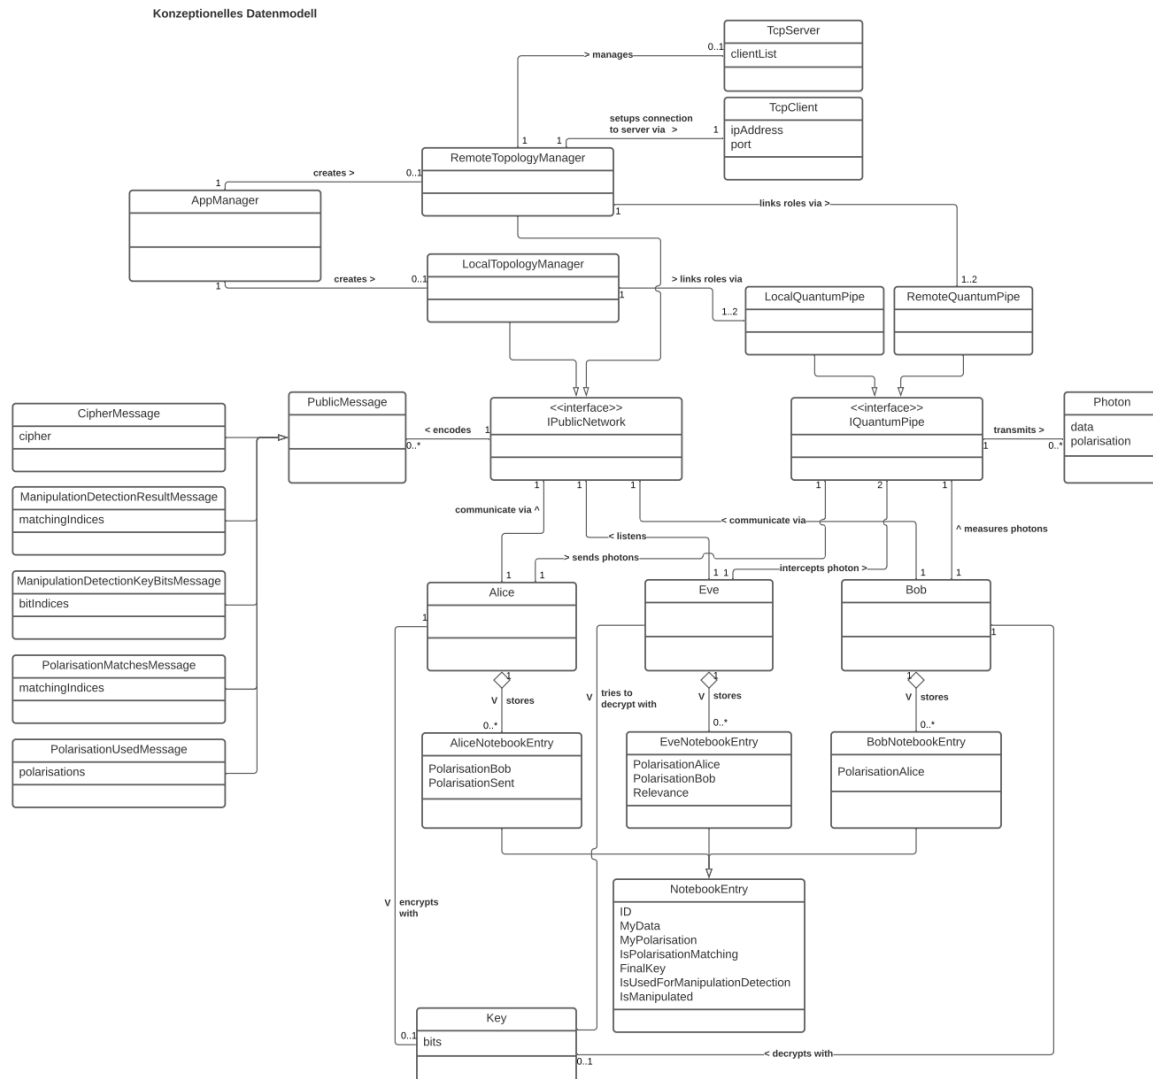 Konzeptionelles Datenmodell
TcpServer
clientList
0..1
> manages
TcpClient
ipAddress
port
setups connection
to server via >
1
1
1
RemoteTopologyManager
creates >
0..1
1
AppManager
links roles via >
1
LocalTopologyManager
creates >
0..1
1
> links roles via
1
1..2
1..2
LocalQuantumPipe
RemoteQuantumPipe
CipherMessage
cipher
PublicMessage
<<interface>>
IPublicNetwork
<<interface>>
IQuantumPipe
Photon
data
polarisation
< encodes
1
0..*
transmits >
1
0..*
ManipulationDetectionResultMessage
matchingIndices
1
1
1
1
2
1
communicate via ^
< communicate via
^ measures photons
< listens
> sends photons
intercepts photon >
ManipulationDetectionKeyBitsMessage
bitIndices
1
1
1
1
1
1
Alice
Eve
Bob
1
1
PolarisationMatchesMessage
matchingIndices
1
1
1
V stores
V tries to
decrypt with
V stores
V stores
0..*
0..*
0..*
PolarisationUsedMessage
polarisations
AliceNotebookEntry
PolarisationBob
PolarisationSent
EveNotebookEntry
PolarisationAlice
PolarisationBob
Relevance
BobNotebookEntry
PolarisationAlice
V encrypts
with
NotebookEntry
ID
MyData
MyPolarisation
IsPolarisationMatching
FinalKey
IsUsedForManipulationDetection
IsManipulated
Key
bits
0..1
0..1
< decrypts with